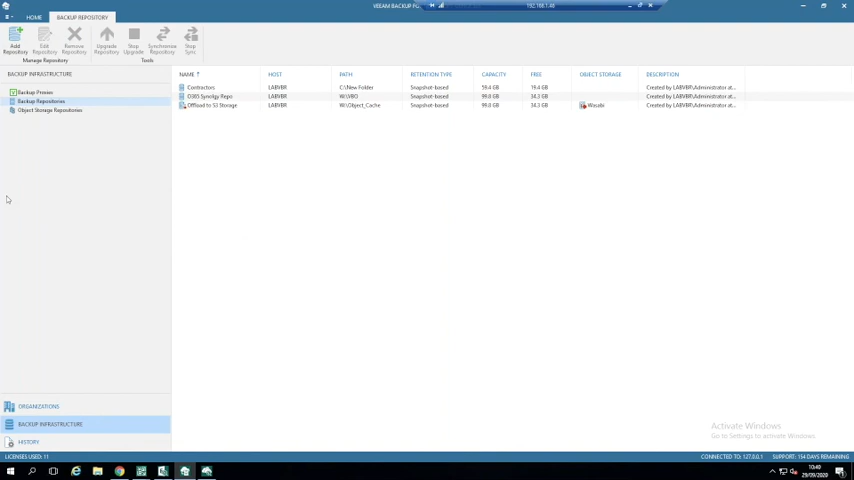 VEEAM BACKUP FO
192.168.1.48
HOME
BACKUP REPOSITORY
Add Repository
Edit Repository
Remove Repository
Upgrade Repository
Stop Upgrade
Synchronize Repository
Stop Sync
Manage Repository
Tools
BACKUP INFRASTRUCTURE
Backup Proxies
Backup Repositories
Object Storage Repositories
NAME ↑ HOST PATH RETENTION TYPE CAPACITY FREE OBJECT STORAGE DESCRIPTION
Contractors LABVBR C:\New Folder Snapshot-based 59.4 GB 19.4 GB Created by LABVBR\Administrator at...
O365 Synology Repo LABVBR W:\VBO Snapshot-based 99.0 GB 34.3 GB Created by LABVBR\Administrator at...
Offload to S3 Storage LABVBR W:\Object_Cache Snapshot-based 99.0 GB 34.3 GB Wasabi Created by LABVBR\Administrator at...
ORGANIZATIONS
BACKUP INFRASTRUCTURE
HISTORY
Activate Windows
Go to Settings to activate Windows.
LICENSES USED: 11
CONNECTED TO: 127.0.0.1
SUPPORT: 154 DAYS REMAINING
10:40
29/09/2020